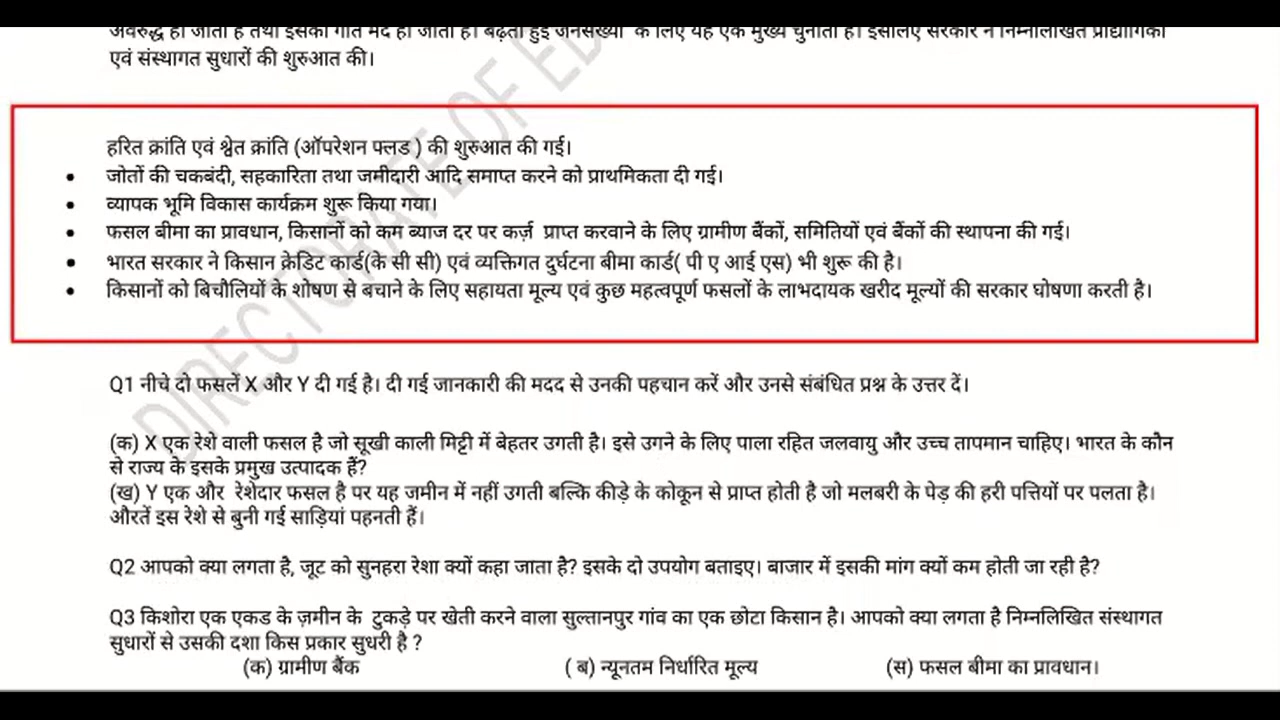 अवरुद्ध हो जाती है तथा इसकी गति मंद हो जाती है। बढ़ती हुई जनसंख्या के लिए यह एक मुख्य चुनौती है। इसलिए सरकार ने निम्नलिखित प्रौद्योगिकी
एवं संस्थागत सुधारों की शुरुआत की।
हरित क्रांति एवं श्वेत क्रांति (ऑपरेशन फ्लड ) की शुरुआत की गई।
• जोतों की चकबंदी, सहकारिता तथा जमीदारी आदि समाप्त करने को प्राथमिकता दी गई।
• व्यापक भूमि विकास कार्यक्रम शुरू किया गया।
• फसल बीमा का प्रावधान, किसानों को कम ब्याज दर पर कर्ज़ प्राप्त करवाने के लिए ग्रामीण बैंकों, समितियों एवं बैंकों की स्थापना की गई।
• भारत सरकार ने किसान क्रेडिट कार्ड(के सी सी) एवं व्यक्तिगत दुर्घटना बीमा कार्ड( पी ए आई एस) भी शुरू की है।
• किसानों को बिचौलियों के शोषण से बचाने के लिए सहायता मूल्य एवं कुछ महत्वपूर्ण फसलों के लाभदायक खरीद मूल्यों की सरकार घोषणा करती है।
DIRECTORATE OF ED
Q1 नीचे दो फसलें X और Y दी गई है। दी गई जानकारी की मदद से उनकी पहचान करें और उनसे संबंधित प्रश्न के उत्तर दें।
(क) X एक रेशे वाली फसल है जो सूखी काली मिट्टी में बेहतर उगती है। इसे उगने के लिए पाला रहित जलवायु और उच्च तापमान चाहिए। भारत के कौन
से राज्य के इसके प्रमुख उत्पादक हैं?
(ख) Y एक और रेशेदार फसल है पर यह जमीन में नहीं उगती बल्कि कीड़े के कोकून से प्राप्त होती है जो मलबरी के पेड़ की हरी पत्तियों पर पलता है।
औरतें इस रेशे से बुनी गई साड़ियां पहनती हैं।
Q2 आपको क्या लगता है, जूट को सुनहरा रेशा क्यों कहा जाता है? इसके दो उपयोग बताइए। बाजार में इसकी मांग क्यों कम होती जा रही है?
Q3 किशोरा एक एकड के ज़मीन के टुकड़े पर खेती करने वाला सुल्तानपुर गांव का एक छोटा किसान है। आपको क्या लगता है निम्नलिखित संस्थागत
सुधारों से उसकी दशा किस प्रकार सुधरी है ?
(क) ग्रामीण बैंक ( ब) न्यूनतम निर्धारित मूल्य (स) फसल बीमा का प्रावधान।